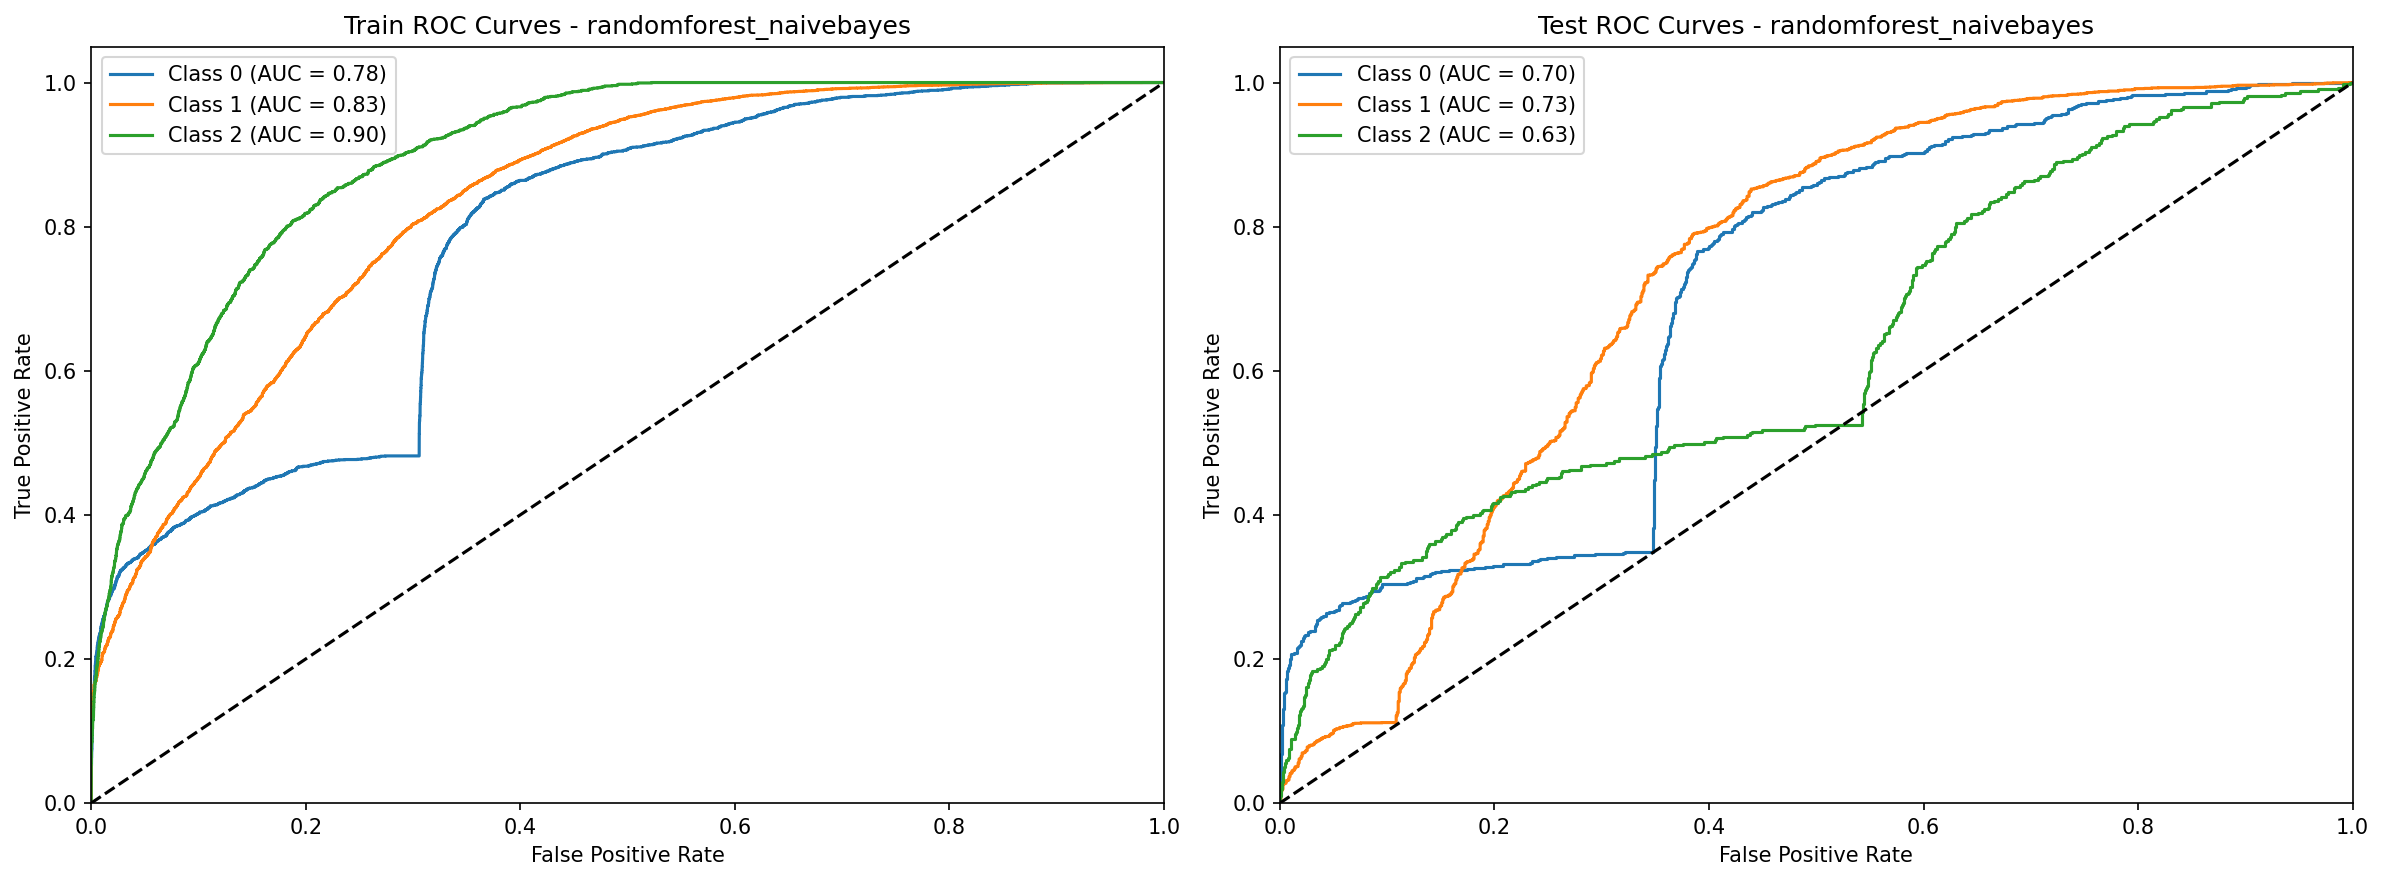 Train ROC Curves - randomforest_naivebayes
Class 0 (AUC = 0.78)
Class 1 (AUC = 0.83)
Class 2 (AUC = 0.90)
True Positive Rate
1.0
0.8
0.6
0.4
0.2
0.0
0.0 0.2 0.4 0.6 0.8 1.0
False Positive Rate
Test ROC Curves - randomforest_naivebayes
Class 0 (AUC = 0.70)
Class 1 (AUC = 0.73)
Class 2 (AUC = 0.63)
True Positive Rate
1.0
0.8
0.6
0.4
0.2
0.0
0.0 0.2 0.4 0.6 0.8 1.0
False Positive Rate